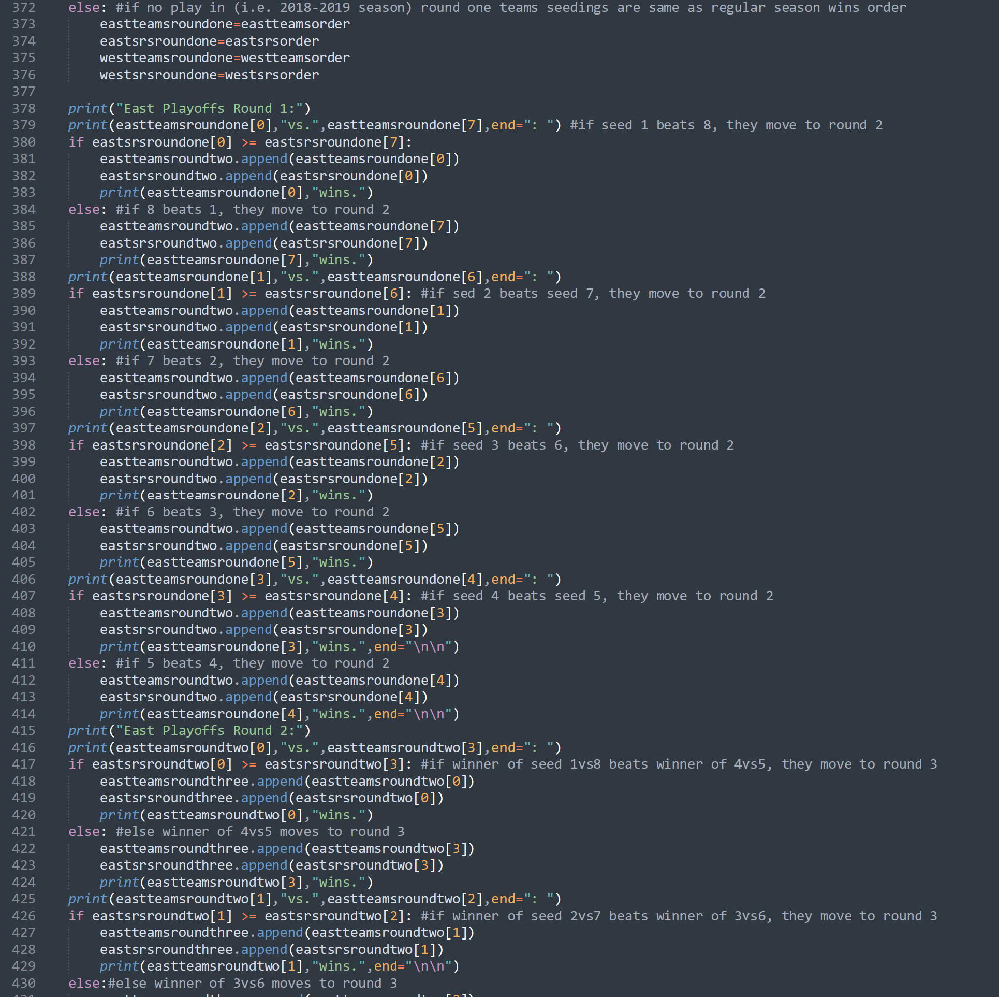 372 else: #if no play in (i.e. 2018-2019 season) round one teams seedings are same as regular season wins order
373 eastteamsroundone=eastteamsorder
374 eastsrsroundone=eastsrsorder
375 westteamsroundone=westteamsorder
376 westsrsroundone=westsrsorder
377
378 print("East Playoffs Round 1:")
379 print(eastteamsroundone[0],"vs.",eastteamsroundone[7],end=": ") #if seed 1 beats 8, they move to round 2
380 if eastsrsroundone[0] >= eastsrsroundone[7]:
381 eastteamsroundtwo.append(eastteamsroundone[0])
382 eastsrsroundtwo.append(eastsrsroundone[0])
383 print(eastteamsroundone[0],"wins.")
384 else: #if 8 beats 1, they move to round 2
385 eastteamsroundtwo.append(eastteamsroundone[7])
386 eastsrsroundtwo.append(eastsrsroundone[7])
387 print(eastteamsroundone[7],"wins.")
388 print(eastteamsroundone[1],"vs.",eastteamsroundone[6],end=": ")
389 if eastsrsroundone[1] >= eastsrsroundone[6]: #if sed 2 beats seed 7, they move to round 2
390 eastteamsroundtwo.append(eastteamsroundone[1])
391 eastsrsroundtwo.append(eastsrsroundone[1])
392 print(eastteamsroundone[1],"wins.")
393 else: #if 7 beats 2, they move to round 2
394 eastteamsroundtwo.append(eastteamsroundone[6])
395 eastsrsroundtwo.append(eastsrsroundone[6])
396 print(eastteamsroundone[6],"wins.")
397 print(eastteamsroundone[2],"vs.",eastteamsroundone[5],end=": ")
398 if eastsrsroundone[2] >= eastsrsroundone[5]: #if seed 3 beats 6, they move to round 2
399 eastteamsroundtwo.append(eastteamsroundone[2])
400 eastsrsroundtwo.append(eastsrsroundone[2])
401 print(eastteamsroundone[2],"wins.")
402 else: #if 6 beats 3, they move to round 2
403 eastteamsroundtwo.append(eastteamsroundone[5])
404 eastsrsroundtwo.append(eastsrsroundone[5])
405 print(eastteamsroundone[5],"wins.")
406 print(eastteamsroundone[3],"vs.",eastteamsroundone[4],end=": ")
407 if eastsrsroundone[3] >= eastsrsroundone[4]: #if seed 4 beats seed 5, they move to round 2
408 eastteamsroundtwo.append(eastteamsroundone[3])
409 eastsrsroundtwo.append(eastsrsroundone[3])
410 print(eastteamsroundone[3],"wins.",end="\n\n")
411 else: #if 5 beats 4, they move to round 2
412 eastteamsroundtwo.append(eastteamsroundone[4])
413 eastsrsroundtwo.append(eastsrsroundone[4])
414 print(eastteamsroundone[4],"wins.",end="\n\n")
415 print("East Playoffs Round 2:")
416 print(eastteamsroundtwo[0],"vs.",eastteamsroundtwo[3],end=": ")
417 if eastsrsroundtwo[0] >= eastsrsroundtwo[3]: #if winner of seed 1vs8 beats winner of 4vs5, they move to round 3
418 eastteamsroundthree.append(eastteamsroundtwo[0])
419 eastsrsroundthree.append(eastsrsroundtwo[0])
420 print(eastteamsroundtwo[0],"wins.")
421 else: #else winner of 4vs5 moves to round 3
422 eastteamsroundthree.append(eastteamsroundtwo[3])
423 eastsrsroundthree.append(eastsrsroundtwo[3])
424 print(eastteamsroundtwo[3],"wins.")
425 print(eastteamsroundtwo[1],"vs.",eastteamsroundtwo[2],end=": ")
426 if eastsrsroundtwo[1] >= eastsrsroundtwo[2]: #if winner of seed 2vs7 beats winner of 3vs6, they move to round 3
427 eastteamsroundthree.append(eastteamsroundtwo[1])
428 eastsrsroundthree.append(eastsrsroundtwo[1])
429 print(eastteamsroundtwo[1],"wins.",end="\n\n")
430 else:#else winner of 3vs6 moves to round 3